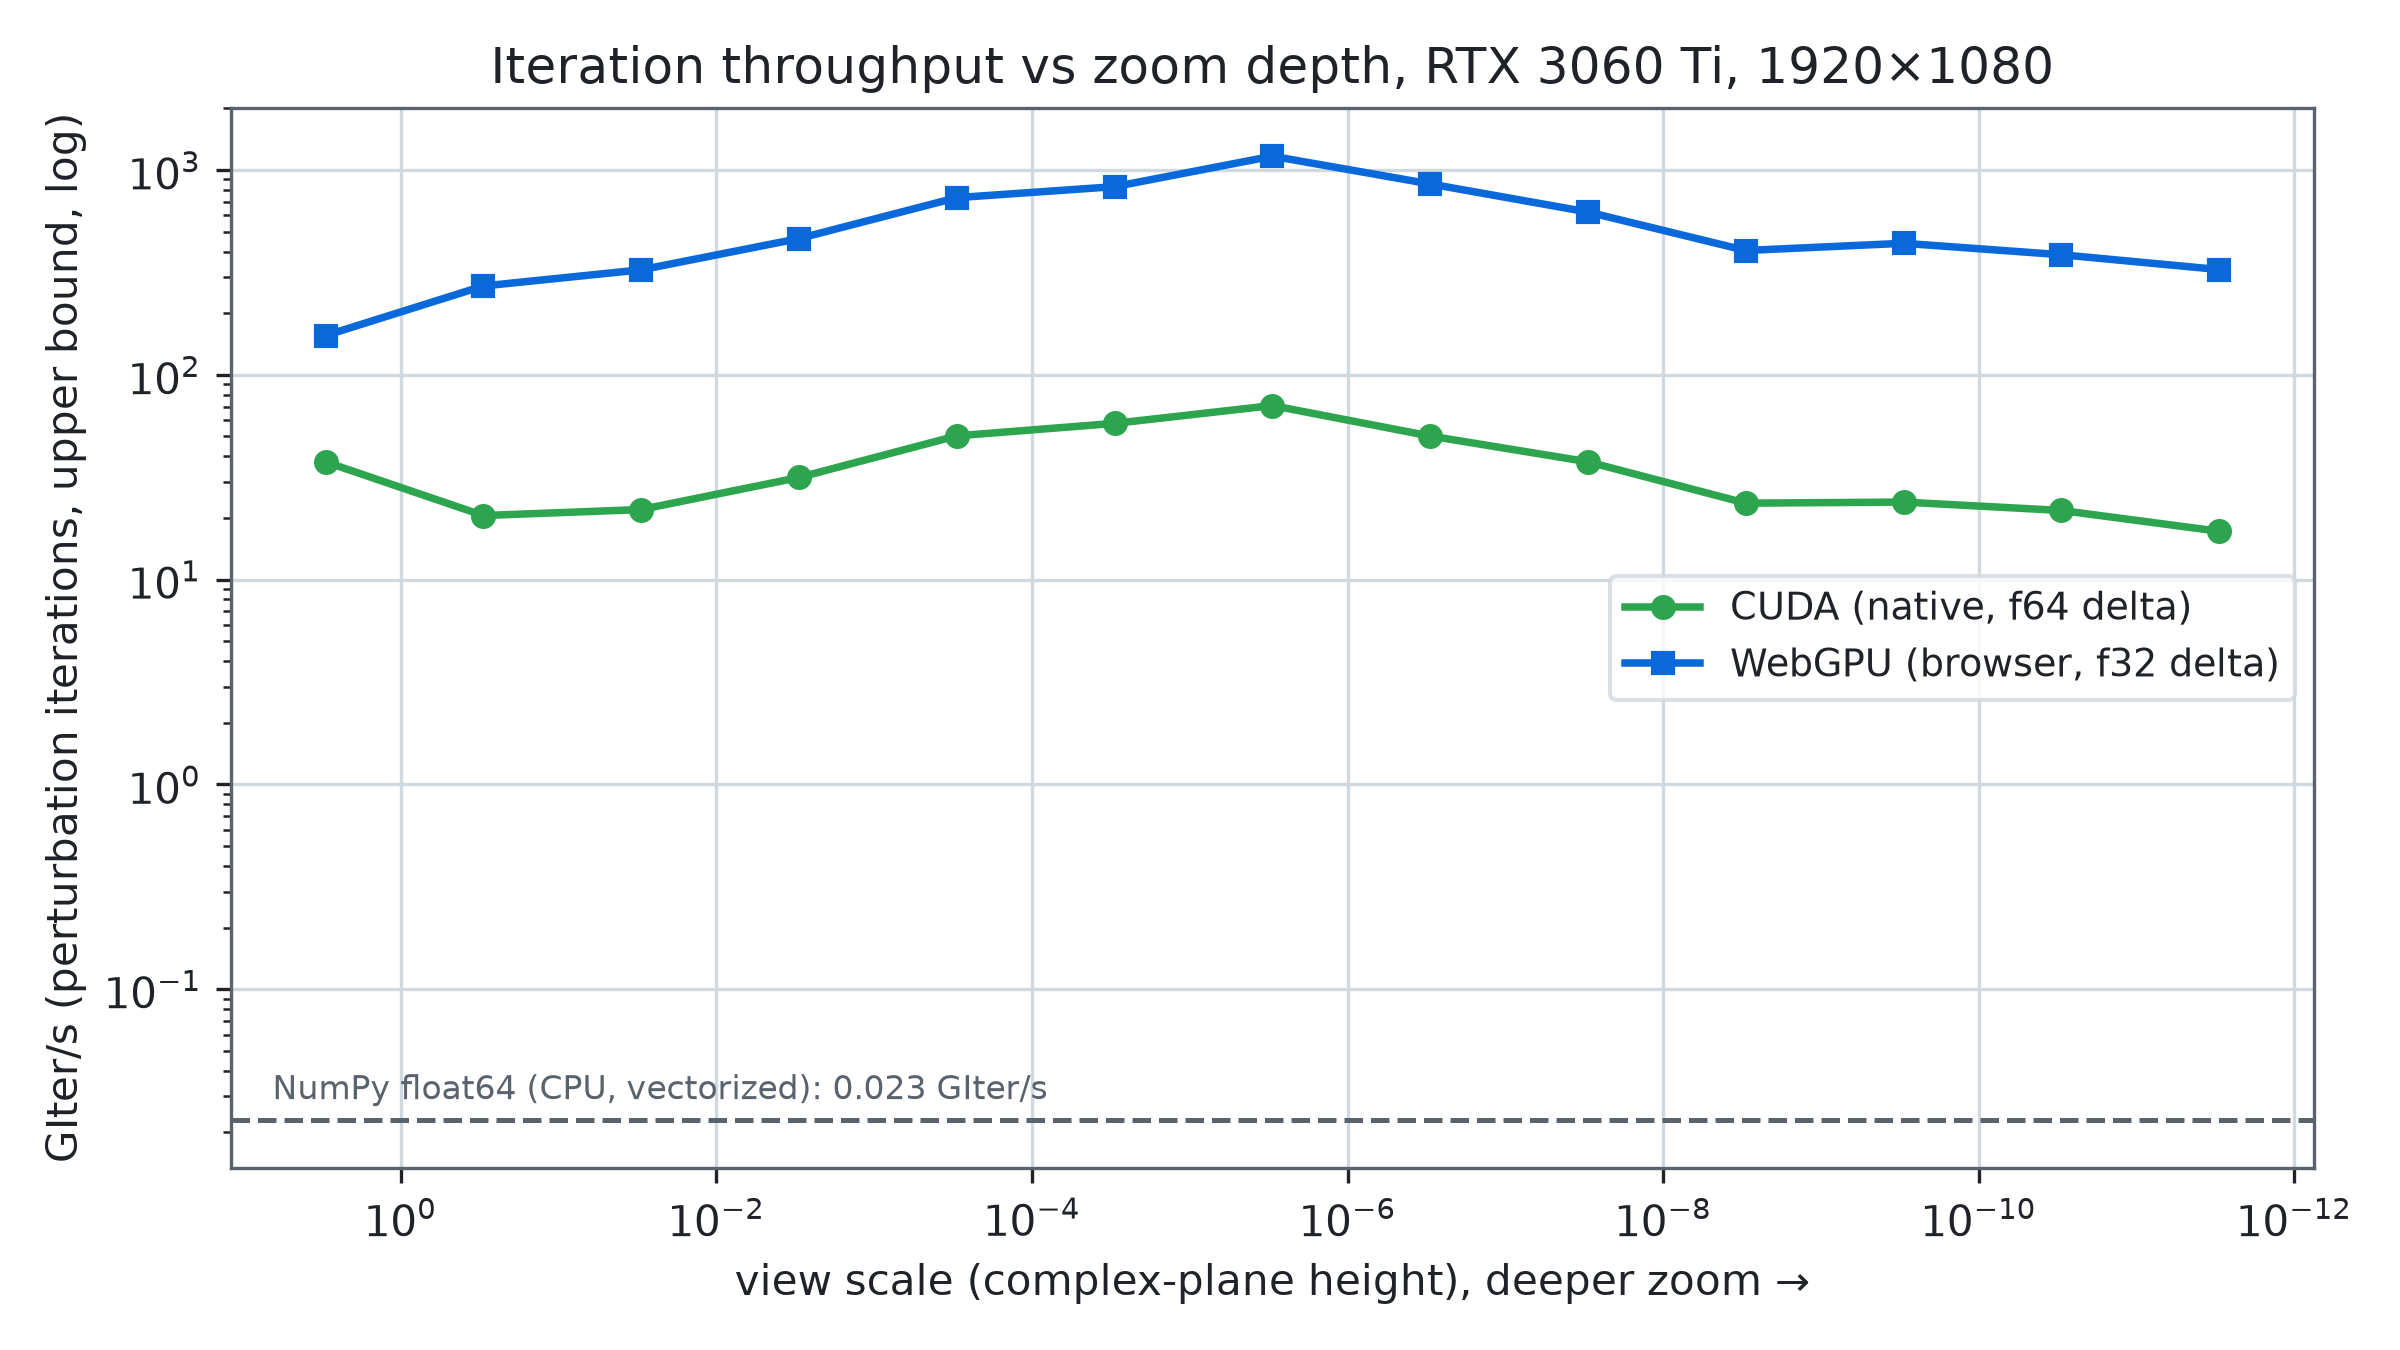 Iteration throughput vs zoom depth, RTX 3060 Ti, 1920×1080
GIter/s (perturbation iterations, upper bound, log)
10³
10²
10¹
10⁰
10⁻¹
CUDA (native, f64 delta)
WebGPU (browser, f32 delta)
NumPy float64 (CPU, vectorized): 0.023 GIter/s
10⁰ 10⁻² 10⁻⁴ 10⁻⁶ 10⁻⁸ 10⁻¹⁰ 10⁻¹²
view scale (complex-plane height), deeper zoom →